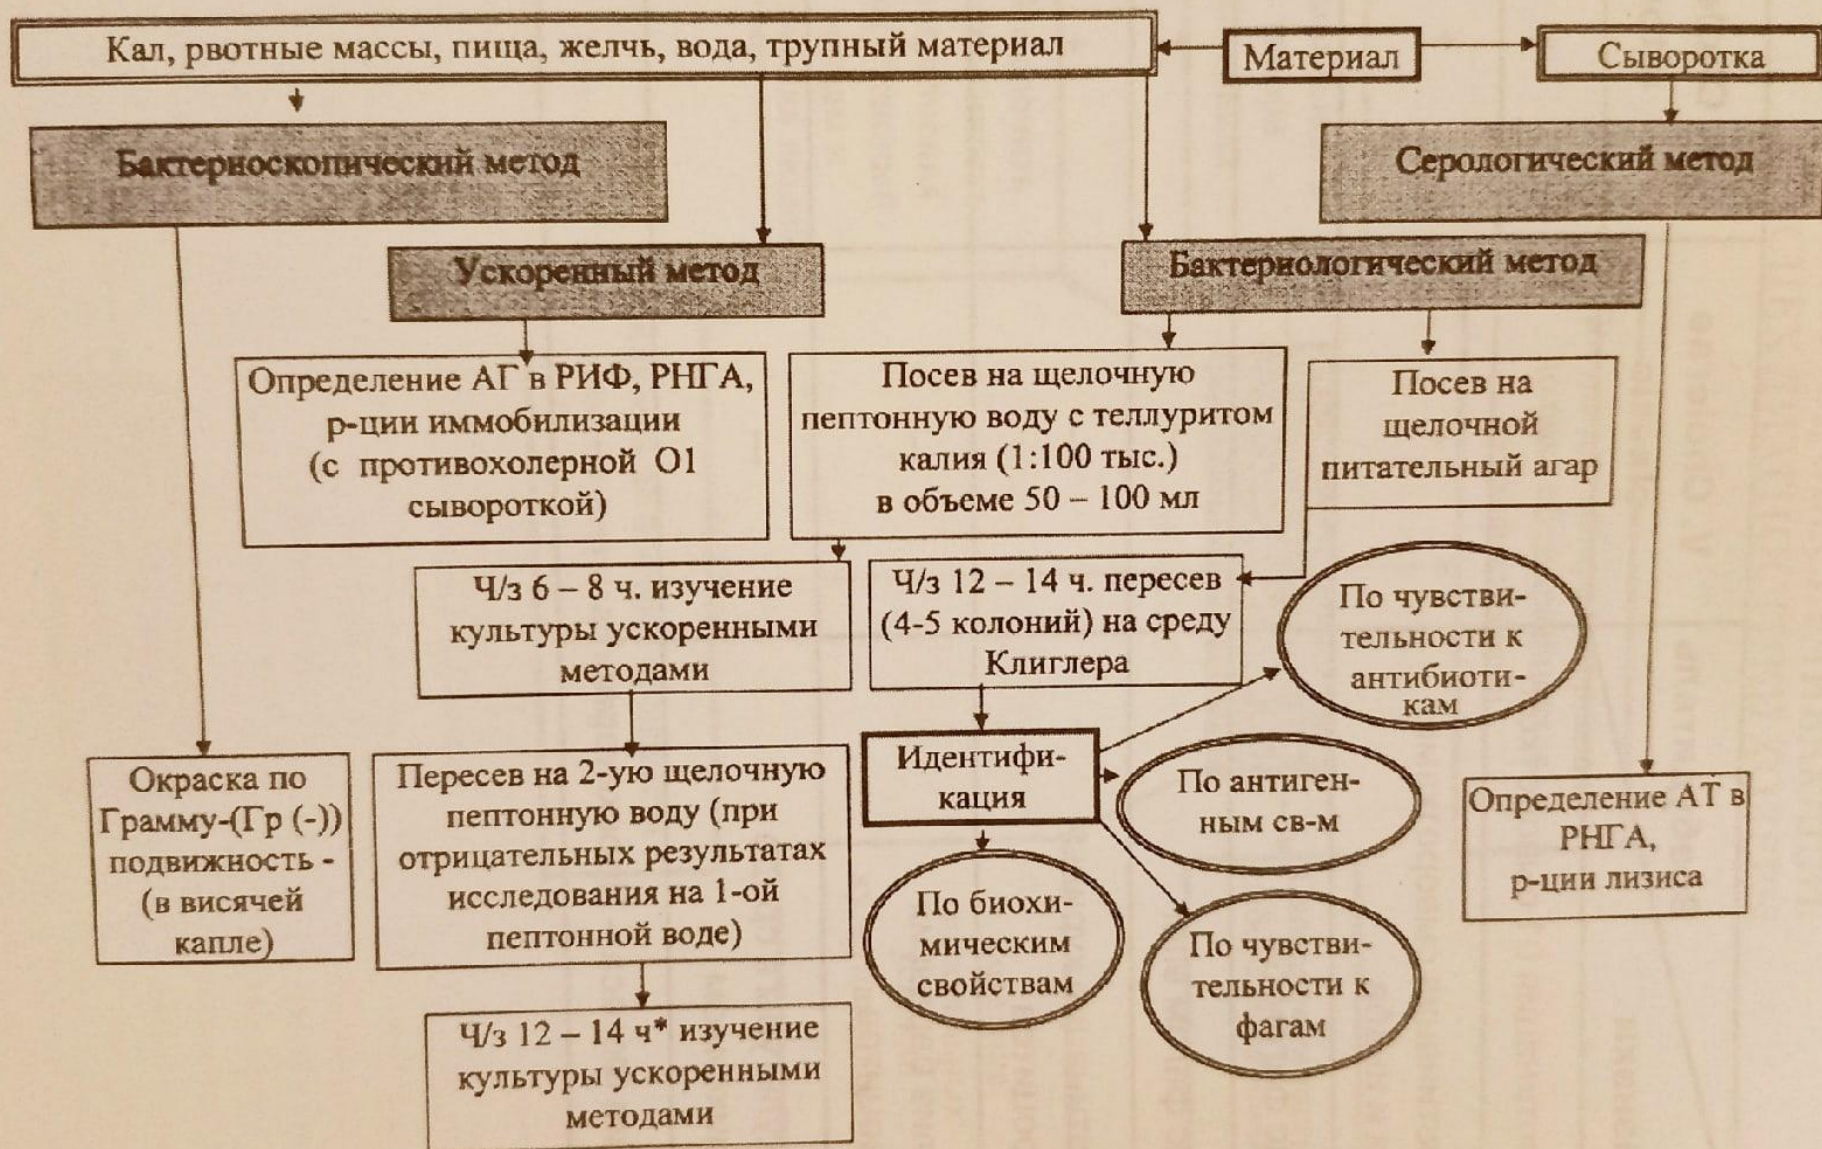 Кал, рвотные массы, пища, желчь, вода, трупный материал
Материал
Сыворотка
Бактериоскопический метод
Серологический метод
Ускоренный метод
Бактериологический метод
Определение АГ в РИФ, РНГА,
р-ции иммобилизации
(с противохолерной О1
сывороткой)
Посев на щелочную
пептонную воду с теллуритом
калия (1:100 тыс.)
в объеме 50 – 100 мл
Посев на
щелочной
питательный агар
Ч/з 6 – 8 ч. изучение
культуры ускоренными
методами
Ч/з 12 – 14 ч. пересев
(4-5 колоний) на среду
Клиглера
По чувстви-
тельности к
антибиоти-
кам
Окраска по
Грамму-(Гр (-))
подвижность -
(в висячей
капле)
Пересев на 2-ую щелочную
пептонную воду (при
отрицательных результатах
исследования на 1-ой
пептонной воде)
Идентифи-
кация
По антиген-
ным св-м
Определение АТ в
РНГА,
р-ции лизиса
По биохи-
мическим
свойствам
По чувстви-
тельности к
фагам
Ч/з 12 – 14 ч* изучение
культуры ускоренными
методами